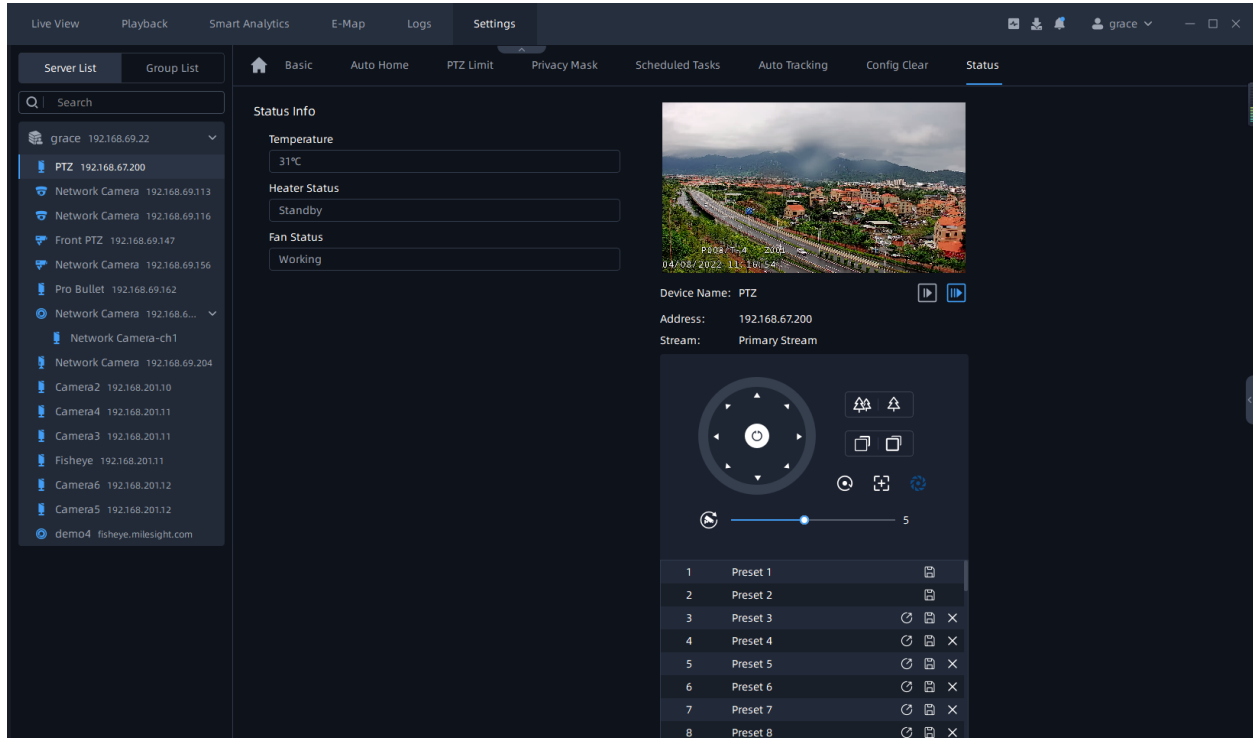 Live View Playback Smart Analytics E-Map Logs Settings grace
Server List Group List
Basic Auto Home PTZ Limit Privacy Mask Scheduled Tasks Auto Tracking Config Clear Status
Search
grace 192.168.69.22
PTZ 192.168.67.200
Network Camera 192.168.69.113
Network Camera 192.168.69.116
Front PTZ 192.168.69.147
Network Camera 192.168.69.156
Pro Bullet 192.168.69.162
Network Camera 192.168.6...
Network Camera-ch1
Network Camera 192.168.69.204
Camera2 192.168.201.10
Camera4 192.168.201.11
Camera3 192.168.201.11
Fisheye 192.168.201.11
Camera6 192.168.201.12
Camera5 192.168.201.12
demo4 fisheye.milesight.com
Status Info
Temperature
31℃
Heater Status
Standby
Fan Status
Working
04/08/2022
Device Name: PTZ
Address: 192.168.67.200
Stream: Primary Stream
5
1 Preset 1
2 Preset 2
3 Preset 3
4 Preset 4
5 Preset 5
6 Preset 6
7 Preset 7
8 Preset 8